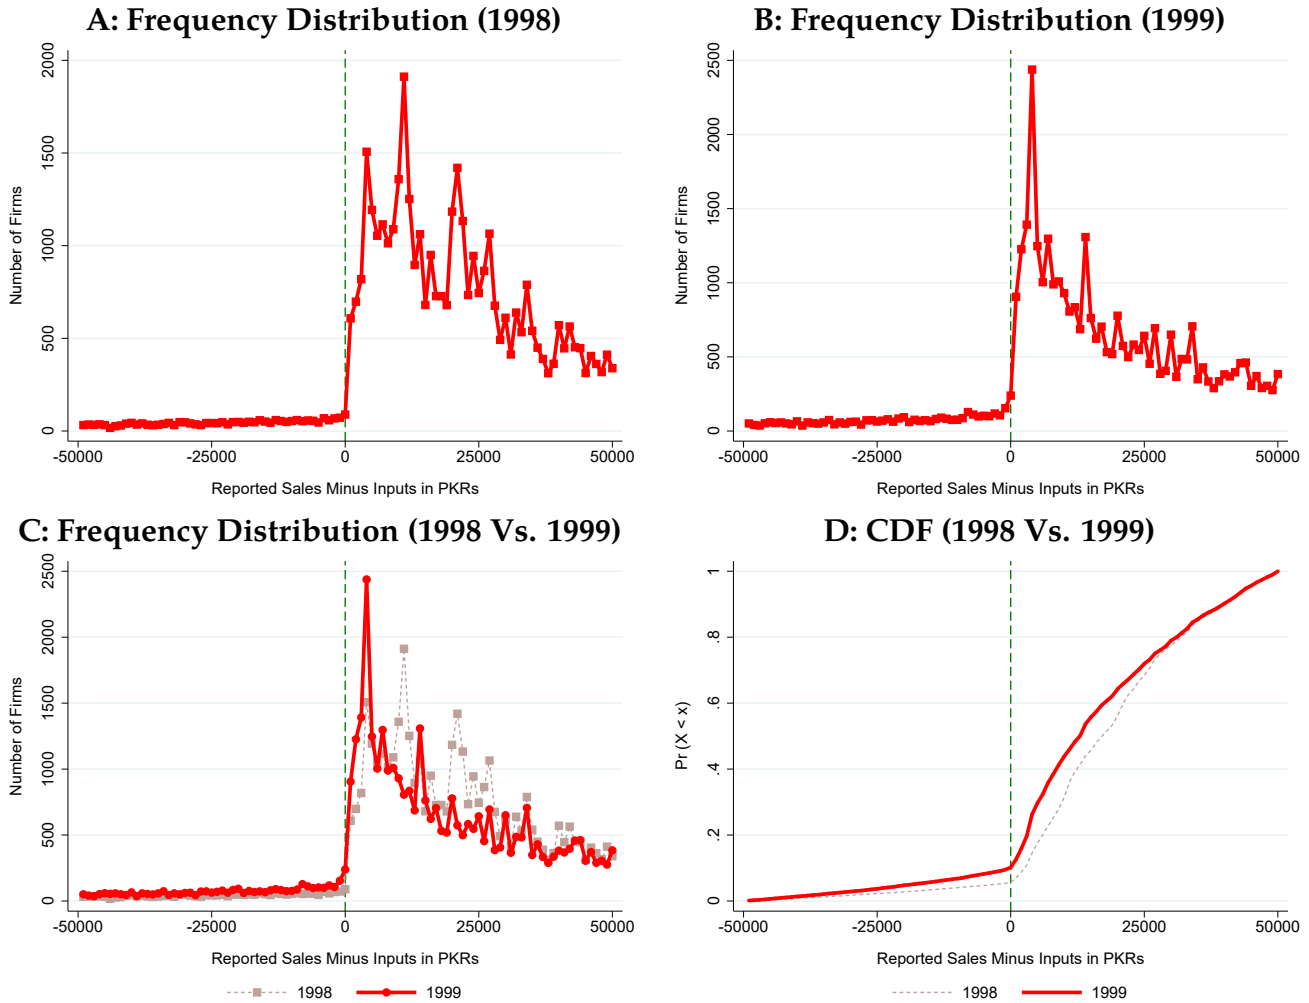 A: Frequency Distribution (1998)
2000
1500
1000
500
0
Number of Firms
-50000 -25000 0 25000 50000
Reported Sales Minus Inputs in PKRs
B: Frequency Distribution (1999)
2500
2000
1500
1000
500
0
Number of Firms
-50000 -25000 0 25000 50000
Reported Sales Minus Inputs in PKRs
C: Frequency Distribution (1998 Vs. 1999)
2500
2000
1500
1000
500
0
Number of Firms
-50000 -25000 0 25000 50000
Reported Sales Minus Inputs in PKRs
1998 1999
D: CDF (1998 Vs. 1999)
1
.8
.6
.4
.2
0
Pr (X < x)
-50000 -25000 0 25000 50000
Reported Sales Minus Inputs in PKRs
1998 1999